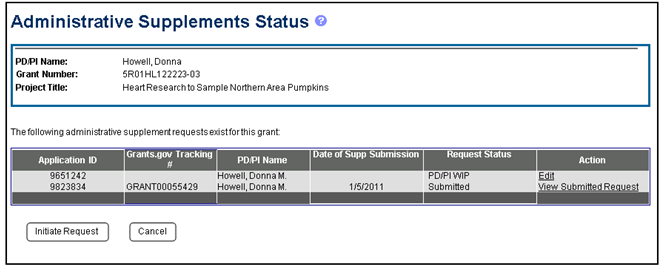 Administrative Supplements Status ?
PD/PI Name: Howell, Donna
Grant Number: 5R01HL122223-03
Project Title: Heart Research to Sample Northern Area Pumpkins
The following administrative supplement requests exist for this grant:
Application ID Grants.gov Tracking # PD/PI Name Date of Supp Submission Request Status Action
9651242 Howell, Donna M. PD/PI WIP Edit
9823834 GRANT00055429 Howell, Donna M. 1/5/2011 Submitted View Submitted Request
Initiate Request Cancel